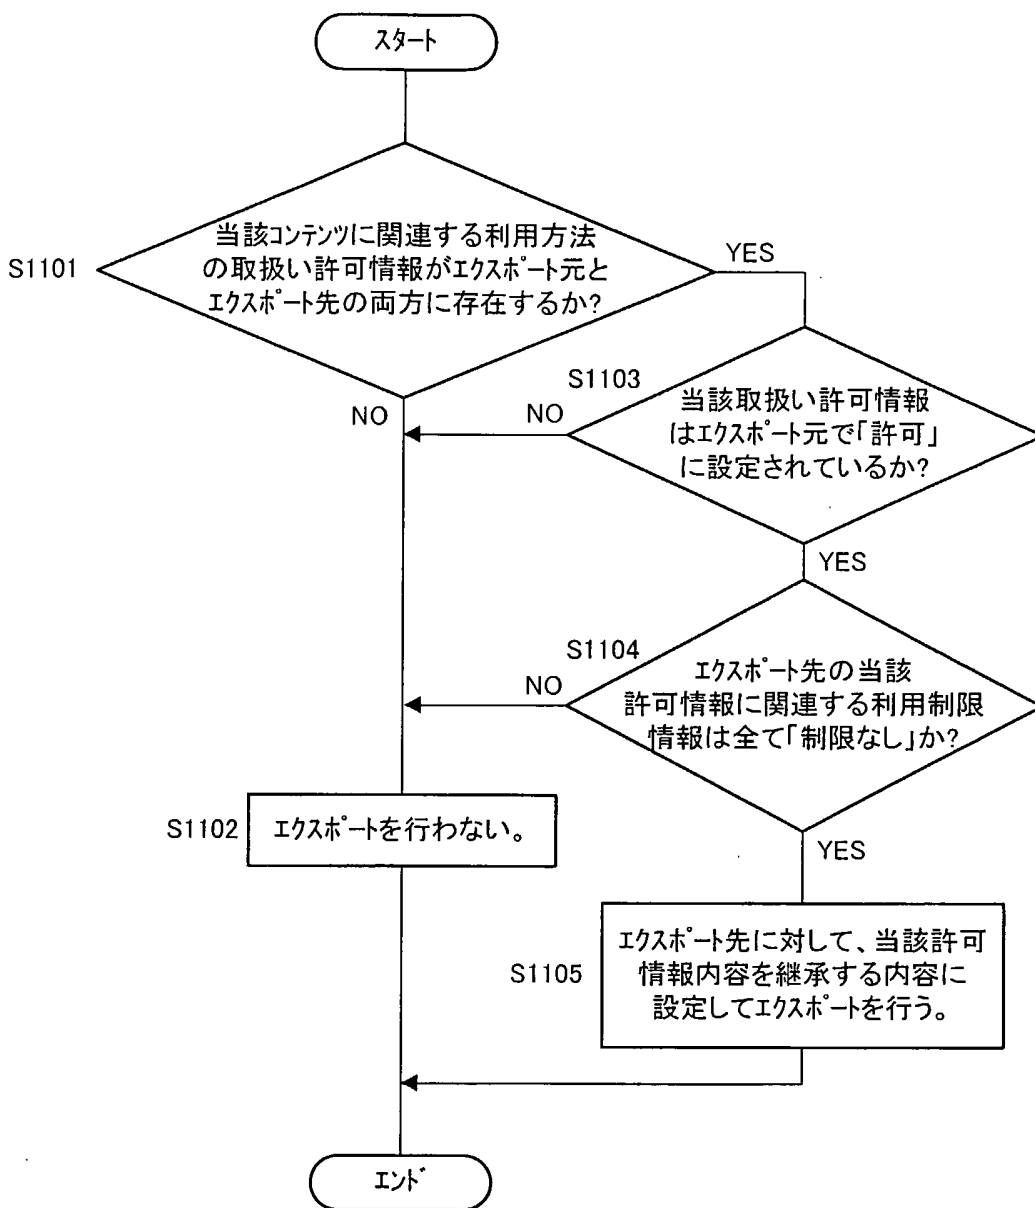 スタート
当該コンテンツに関連する利用方法
の取扱い許可情報がエクスポート元と
エクスポート先の両方に存在するか?
S1101
YES
NO
S1103
当該取扱い許可情報
はエクスポート元で「許可」
に設定されているか?
NO
YES
S1104
エクスポート先の当該
許可情報に関連する利用制限
情報は全て「制限なし」か?
NO
YES
S1102
エクスポートを行わない。
S1105
エクスポート先に対して、当該許可
情報内容を継承する内容に
設定してエクスポートを行う。
エンド